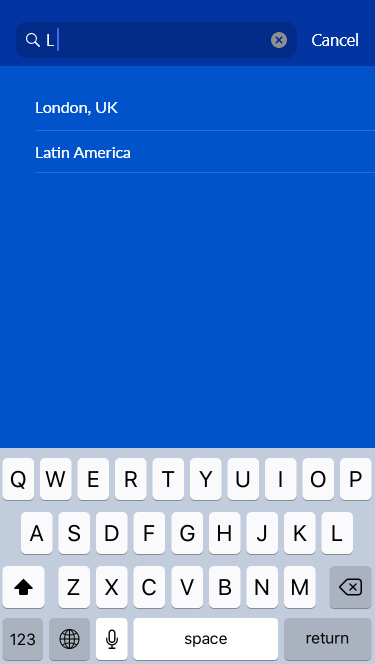 L Cancel
London, UK
Latin America
Q W E R T Y U I O P
A S D F G H J K L
Z X C V B N M
123 space return